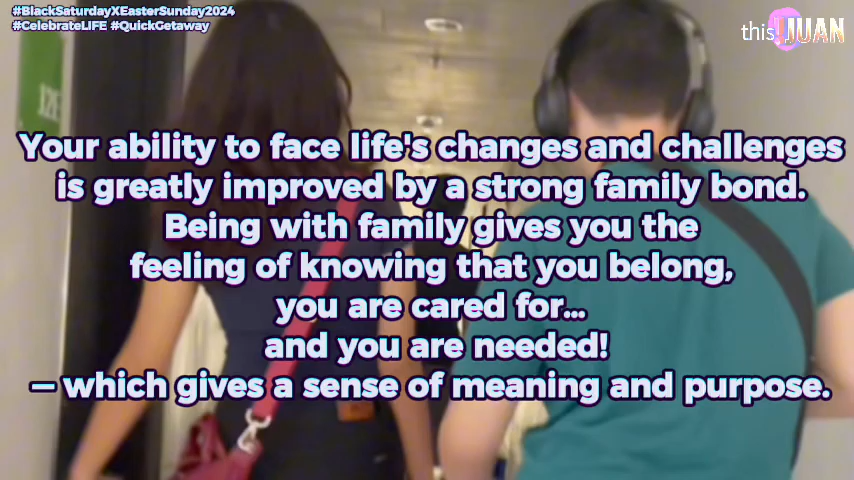 #BlackSaturdayXEasterSunday2024
#CelebrateLIFE #QuickGetaway
this!JUAN
Your ability to face life's changes and challenges
is greatly improved by a strong family bond.
Being with family gives you the
feeling of knowing that you belong,
you are cared for...
and you are needed!
— which gives a sense of meaning and purpose.